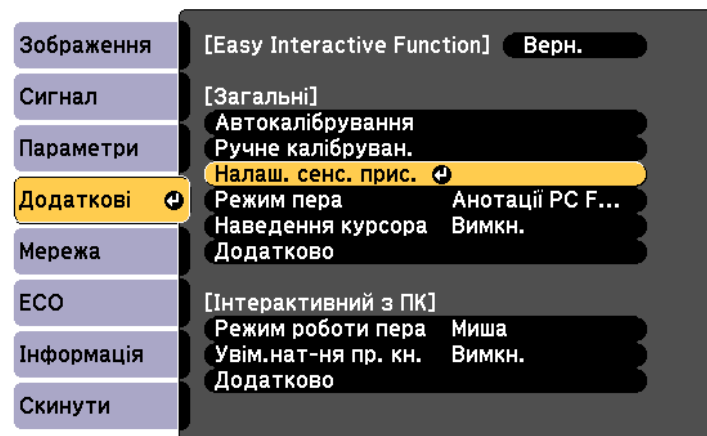 Зображення
Сигнал
Параметри
Додаткові
Мережа
ECO
Інформація
Скинути
[Easy Interactive Function] Верн.
[Загальні]
Автокалібрування
Ручне калібруван.
Налаш. сенс. прис.
Режим пера Анотації PC F...
Наведення курсора Вимкн.
Додатково
[Інтерактивний з ПК]
Режим роботи пера Миша
Увім.нат-ня пр. кн. Вимкн.
Додатково